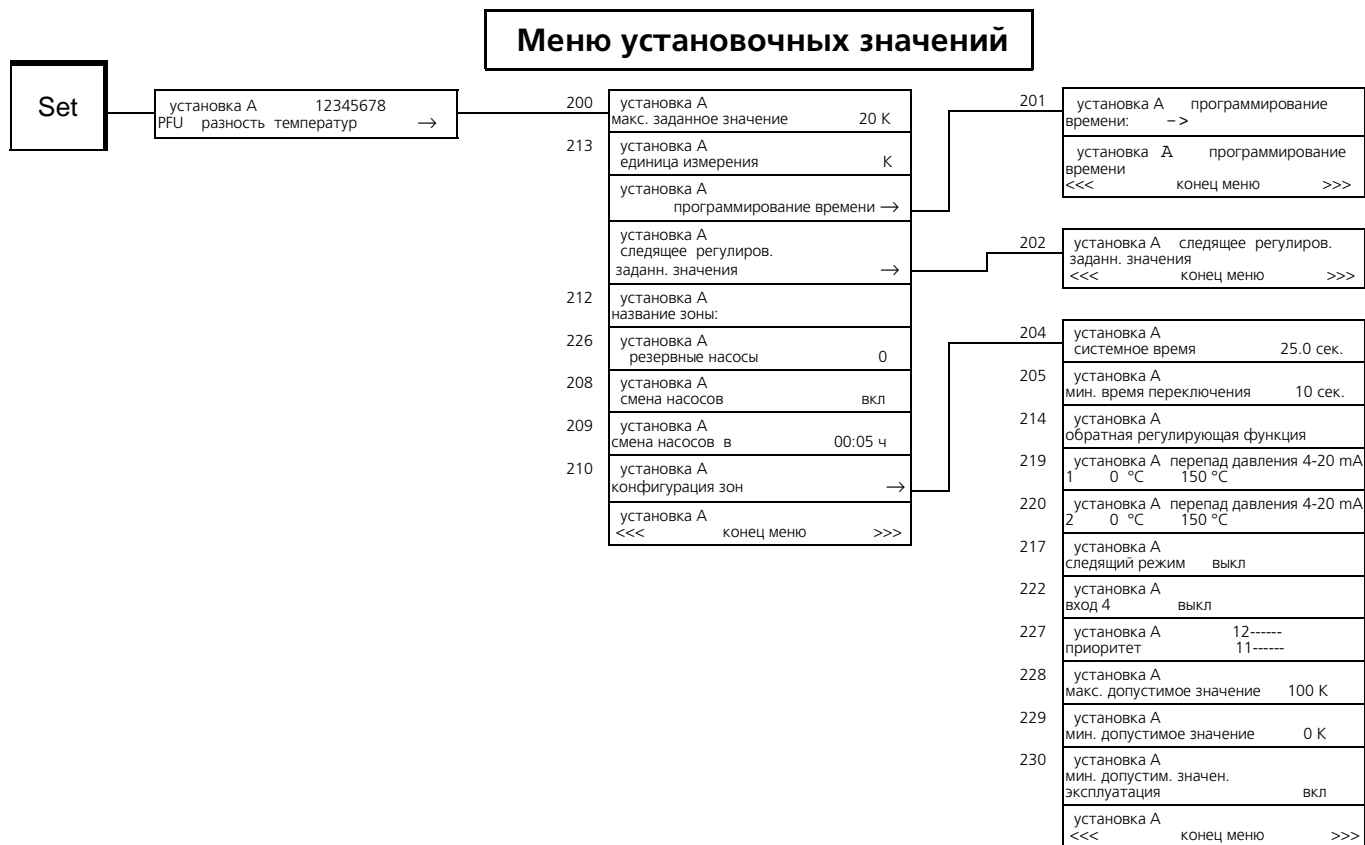 Меню установочных значений
Set
установка А 12345678
PFU разность температур →
200 установка А
макс. заданное значение 20 K
213 установка А
единица измерения K
установка А
программирование времени →
установка А
следящее регулиров.
заданн. значения →
212 установка А
название зоны:
226 установка А
резервные насосы 0
208 установка А
смена насосов вкл
209 установка А
смена насосов в 00:05 ч
210 установка А
конфигурация зон →
установка А
<<< конец меню >>>
201 установка А программирование
времени: – >
установка А программирование
времени
<<< конец меню >>>
202 установка А следящее регулиров.
заданн. значения
<<< конец меню >>>
204 установка А
системное время 25.0 сек.
205 установка А
мин. время переключения 10 сек.
214 установка А
обратная регулирующая функция
219 установка А перепад давления 4-20 mA
1 0 °C 150 °C
220 установка А перепад давления 4-20 mA
2 0 °C 150 °C
217 установка А
следящий режим выкл
222 установка А
вход 4 выкл
227 установка А 12------
приоритет 11------
228 установка А
макс. допустимое значение 100 K
229 установка А
мин. допустимое значение 0 K
230 установка А
мин. допустим. значен.
эксплуатация вкл
установка А
<<< конец меню >>>